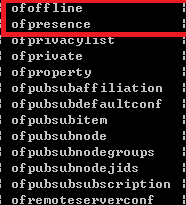 ofoffline
ofpresence
ofprivacylist
ofprivate
ofproperty
ofpubsubaffiliation
ofpubsubdefaultconf
ofpubsubitem
ofpubsubnode
ofpubsubnodegroups
ofpubsubnodejids
ofpubsubsubscription
ofremoteserverconf